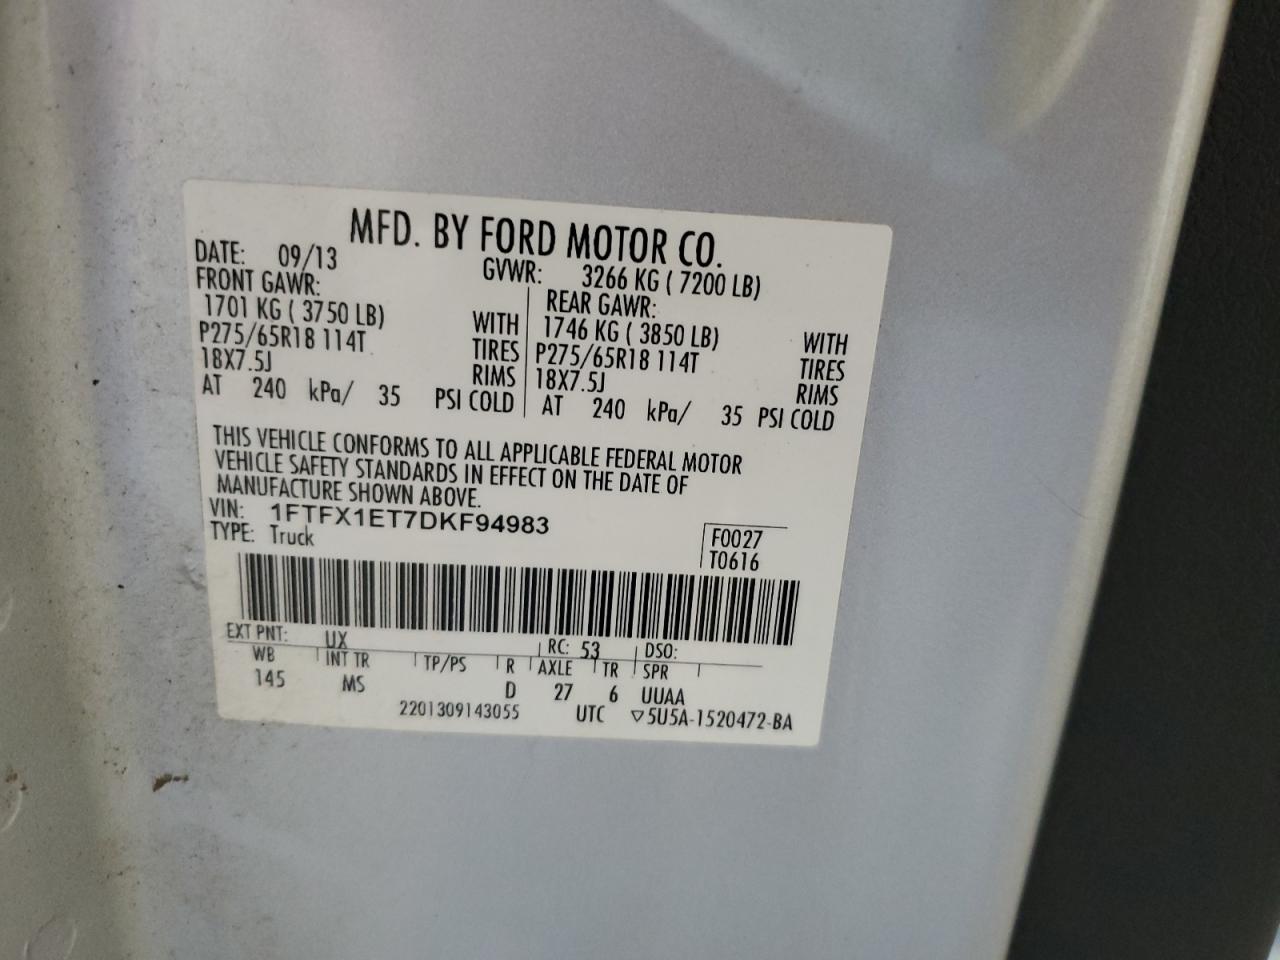 MFD. BY FORD MOTOR CO.
DATE: 09/13 GVWR: 3266 KG ( 7200 LB)
FRONT GAWR: REAR GAWR:
1701 KG ( 3750 LB) WITH 1746 KG ( 3850 LB) WITH
P275/65R18 114T TIRES P275/65R18 114T TIRES
18X7.5J RIMS 18X7.5J RIMS
AT 240 kPa/ 35 PSI COLD AT 240 kPa/ 35 PSI COLD
THIS VEHICLE CONFORMS TO ALL APPLICABLE FEDERAL MOTOR
VEHICLE SAFETY STANDARDS IN EFFECT ON THE DATE OF
MANUFACTURE SHOWN ABOVE.
VIN: 1FTFX1ET7DKF94983
TYPE: Truck
F0027
T0616
EXT PNT: UX RC: 53 DSO:
WB INT TR TP/PS R AXLE TR SPR
145 MS D 27 6 UUAA
2201309143055 UTC ▽5U5A-1520472-BA